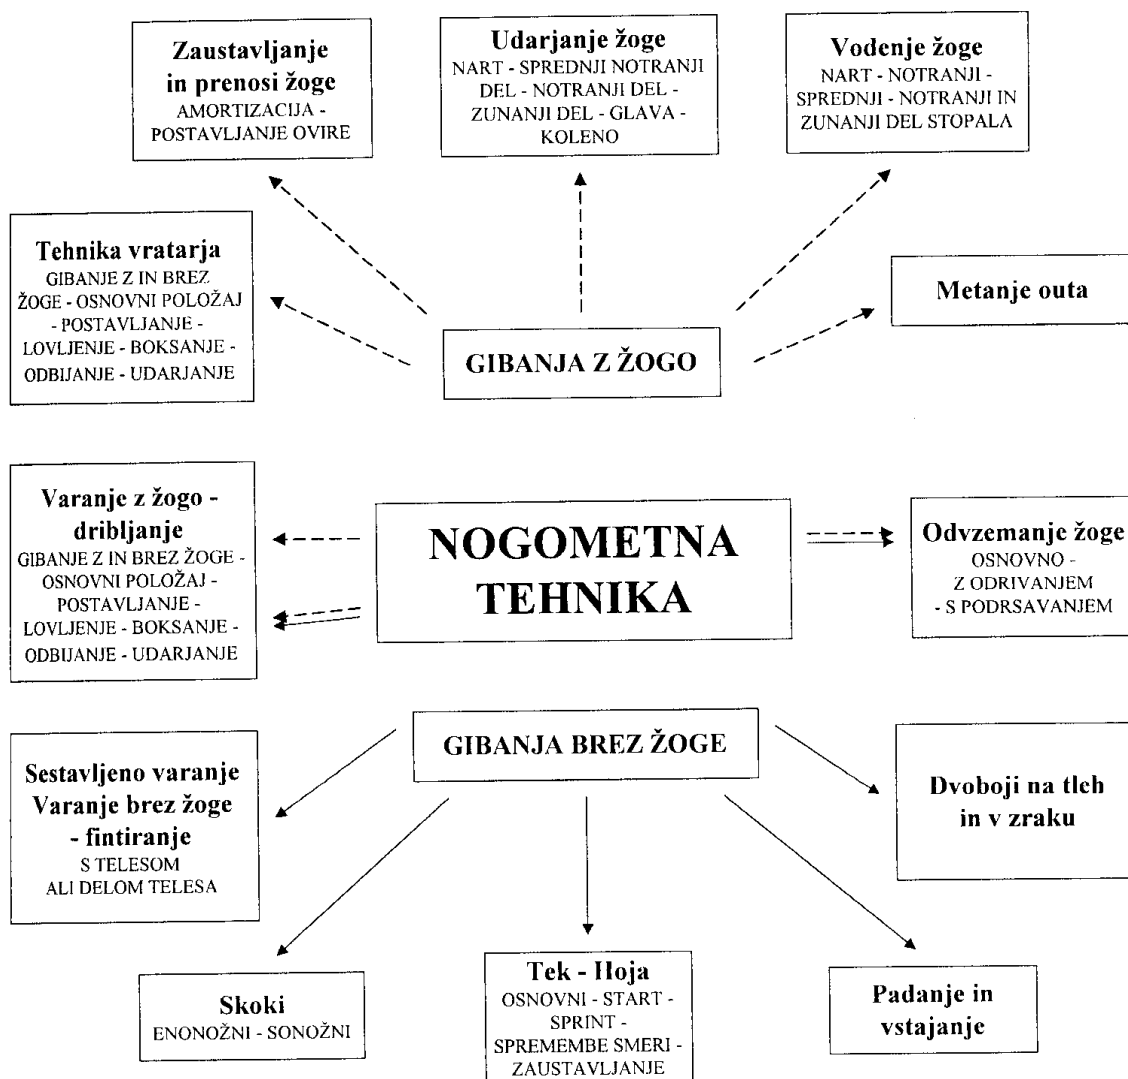 Zaustavljanje
in prenosi žoge
AMORTIZACIJA -
POSTAVLJANJE OVIRE
Udarjanje žoge
NART - SPREDNJI NOTRANJI
DEL - NOTRANJI DEL -
ZUNANJI DEL - GLAVA -
KOLENO
Vodenje žoge
NART - NOTRANJI -
SPREDNJI - NOTRANJI IN
ZUNANJI DEL STOPALA
Tehnika vratarja
GIBANJE Z IN BREZ
ŽOGE - OSNOVNI POLOŽAJ
- POSTAVLJANJE -
LOVLJENJE - BOKSANJE -
ODBIJANJE - UDARJANJE
GIBANJA Z ŽOGO
Metanje outa
Varanje z žogo -
dribljanje
GIBANJE Z IN BREZ ŽOGE -
OSNOVNI POLOŽAJ -
POSTAVLJANJE -
LOVLJENJE - BOKSANJE -
ODBIJANJE - UDARJANJE
NOGOMETNA
TEHNIKA
Odvzemanje žoge
OSNOVNO -
Z ODRIVANJEM
- S PODRSAVANJEM
GIBANJA BREZ ŽOGE
Sestavljeno varanje
Varanje brez žoge
- fintiranje
S TELESOM
ALI DELOM TELESA
Dvoboji na tleh
in v zraku
Skoki
ENONOŽNI - SONOŽNI
Tek - Hoja
OSNOVNI - START -
SPRINT -
SPREMEMBE SMERI -
ZAUSTAVLJANJE
Padanje in
vstajanje